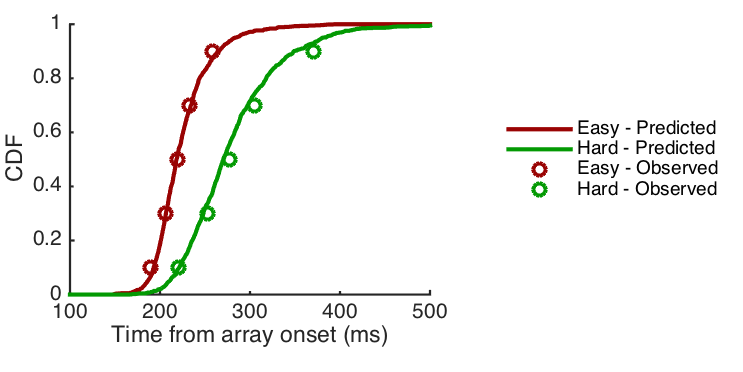 1
0.8
0.6
0.4
0.2
0
CDF
100 200 300 400 500
Time from array onset (ms)
Easy - Predicted
Hard - Predicted
Easy - Observed
Hard - Observed